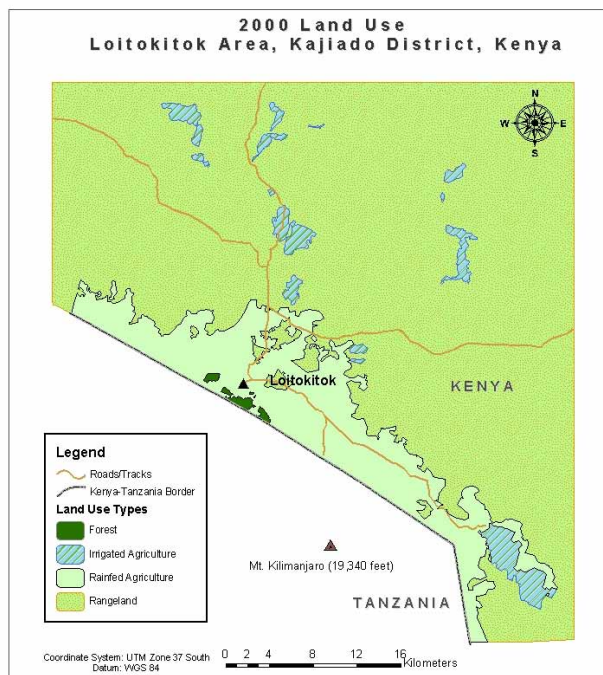 2000 Land Use
Loitokitok Area, Kajiado District, Kenya
N
W E
S
Loitokitok
KENYA
Legend
Roads/Tracks
Kenya-Tanzania Border
Land Use Types
Forest
Irrigated Agriculture
Rainfed Agriculture
Rangeland
Mt. Kilimanjaro (19,340 feet)
TANZANIA
Coordinate System: UTM Zone 37 South
Datum: WGS 84
0 2 4 8 12 16
Kilometers